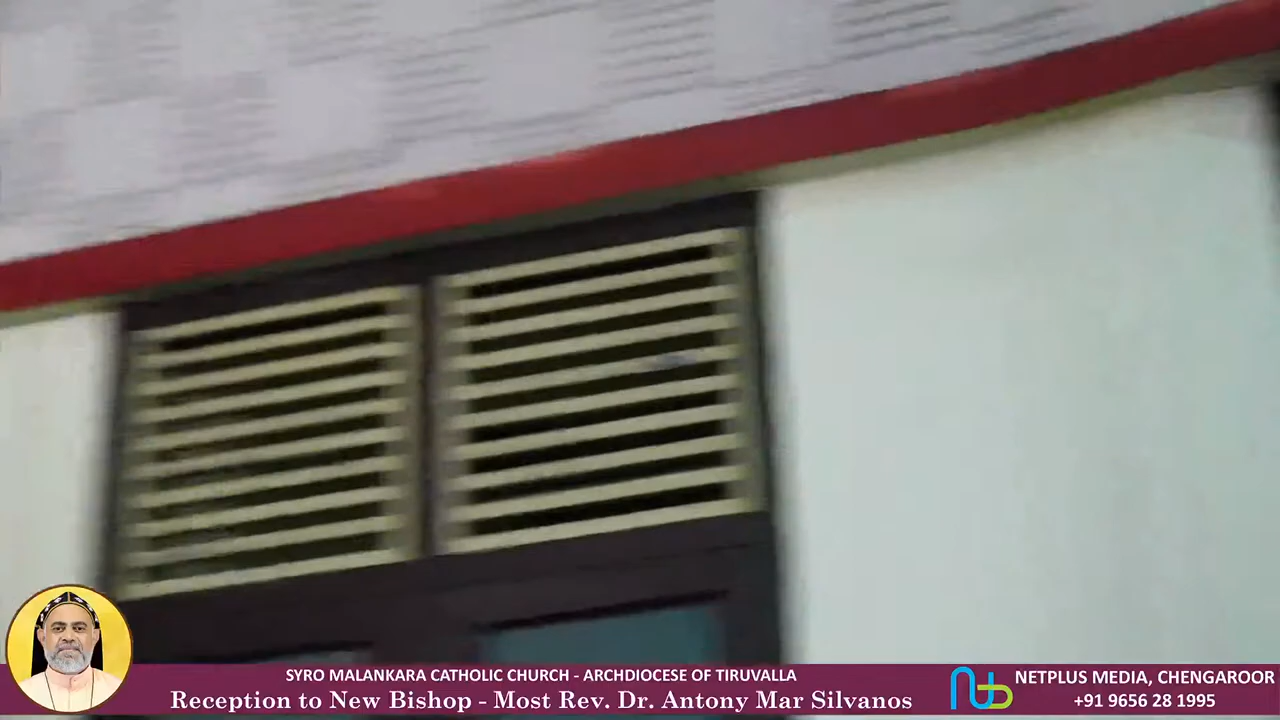 SYRO MALANKARA CATHOLIC CHURCH - ARCHDIOCESE OF TIRUVALLA
Reception to New Bishop - Most Rev. Dr. Antony Mar Silvanos
NETPLUS MEDIA, CHENGAROOR
+91 9656 28 1995